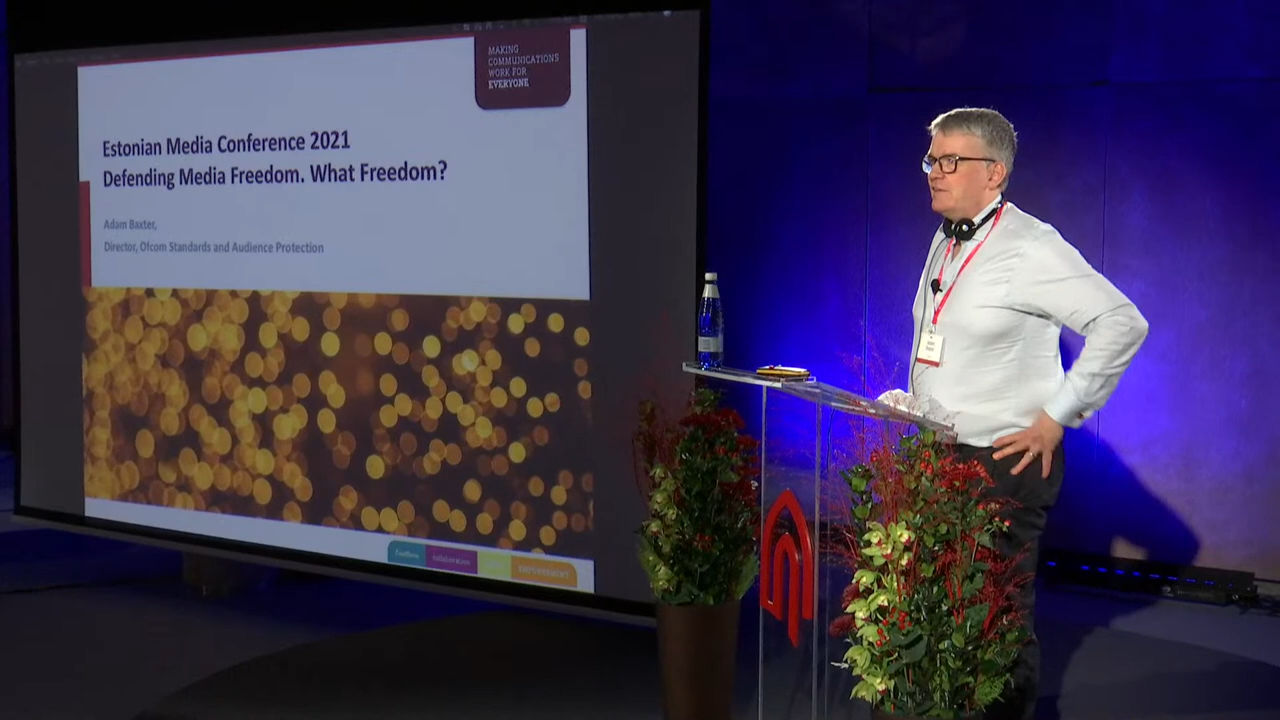 MAKING
COMMUNICATIONS
WORK FOR
EVERYONE
Estonian Media Conference 2021
Defending Media Freedom. What Freedom?
Adam Baxter,
Director, Ofcom Standards and Audience Protection
EMPOWERMENT